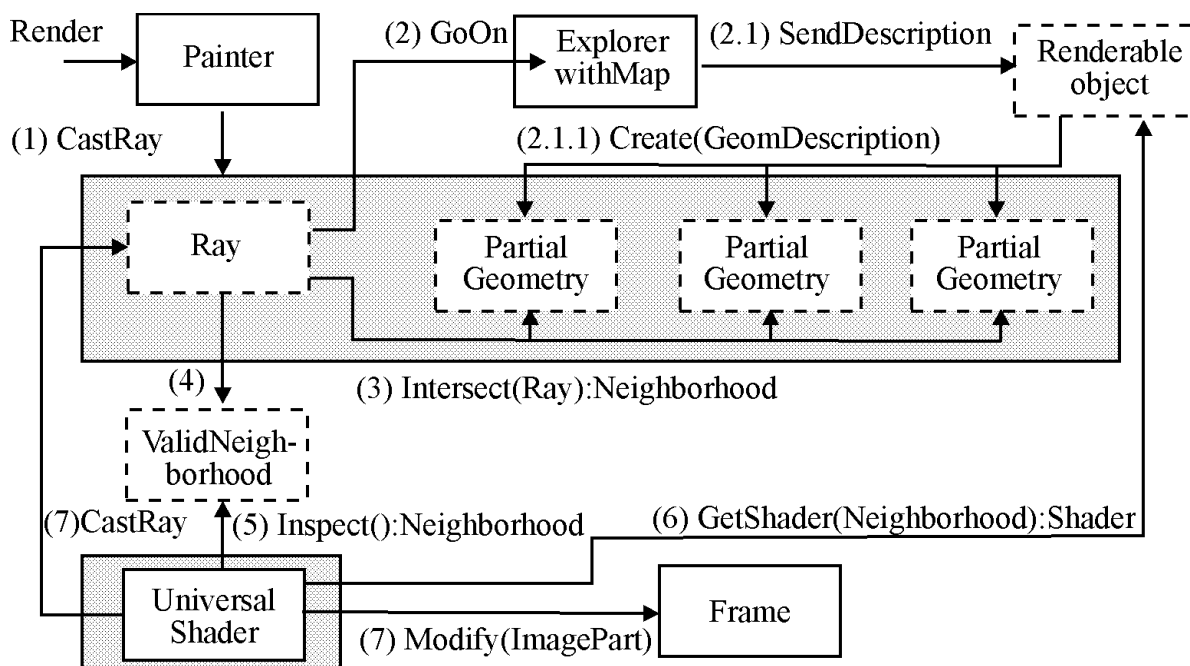 Render
Painter
(2) GoOn
Explorer
withMap
(2.1) SendDescription
Renderable
object
(1) CastRay
(2.1.1) Create(GeomDescription)
Ray
Partial
Geometry
Partial
Geometry
Partial
Geometry
(3) Intersect(Ray):Neighborhood
(4)
ValidNeigh-
borhood
(7)CastRay
(5) Inspect():Neighborhood
(6) GetShader(Neighborhood):Shader
Universal
Shader
(7) Modify(ImagePart)
Frame